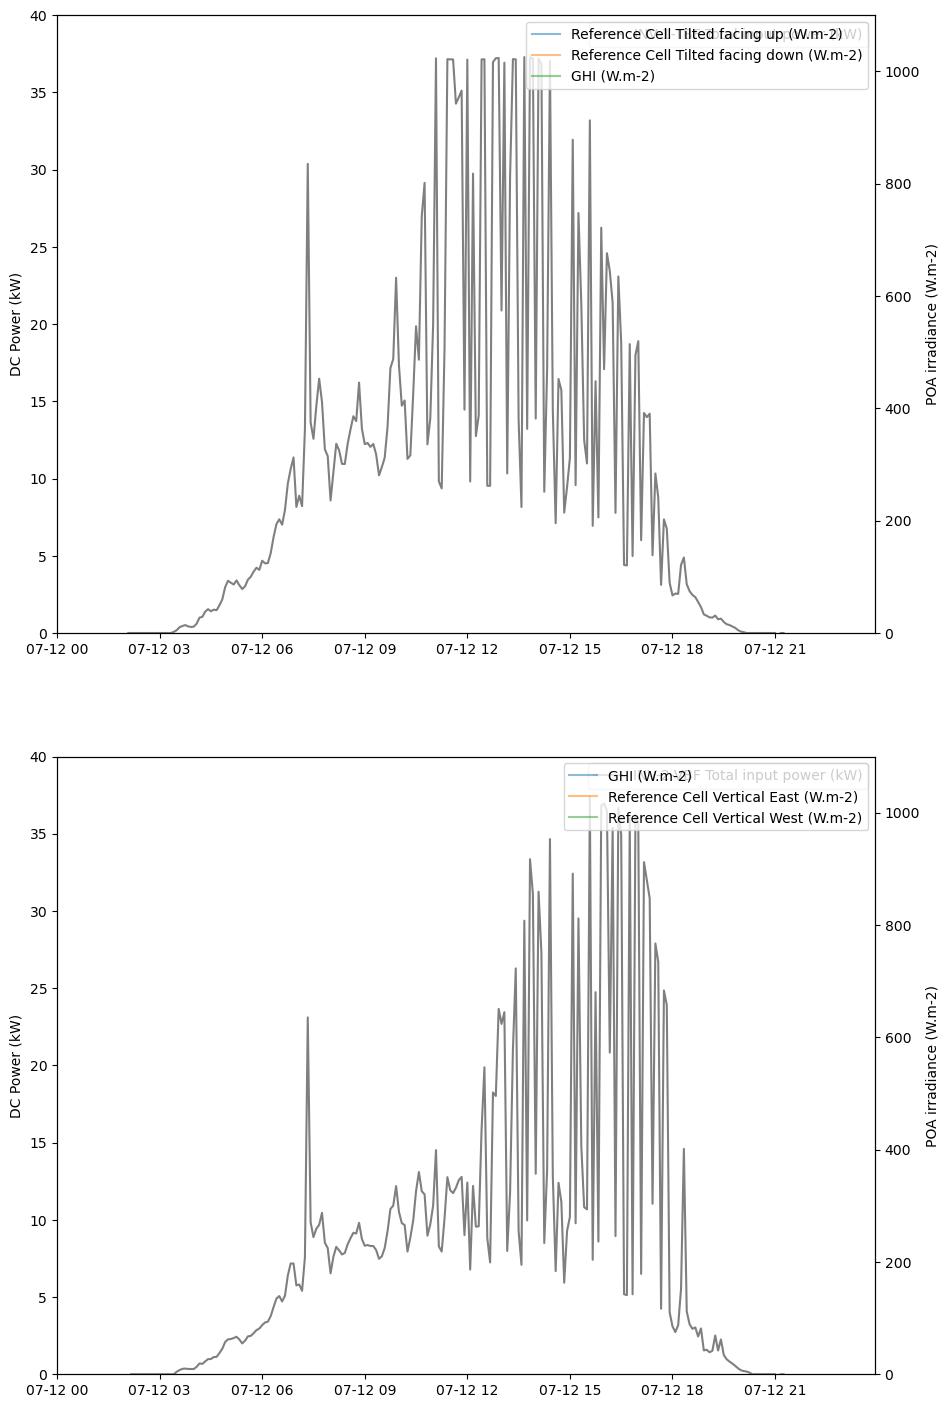 40
35
30
25
20
15
10
5
0
DC Power (kW)
Reference Cell Tilted facing up (W.m-2)
Reference Cell Tilted facing down (W.m-2)
GHI (W.m-2)
1000
800
600
400
200
0
POA irradiance (W.m-2)
07-12 00 07-12 03 07-12 06 07-12 09 07-12 12 07-12 15 07-12 18 07-12 21
40
35
30
25
20
15
10
5
0
DC Power (kW)
Total input power (kW)
GHI (W.m-2)
Reference Cell Vertical East (W.m-2)
Reference Cell Vertical West (W.m-2)
1000
800
600
400
200
0
POA irradiance (W.m-2)
07-12 00 07-12 03 07-12 06 07-12 09 07-12 12 07-12 15 07-12 18 07-12 21